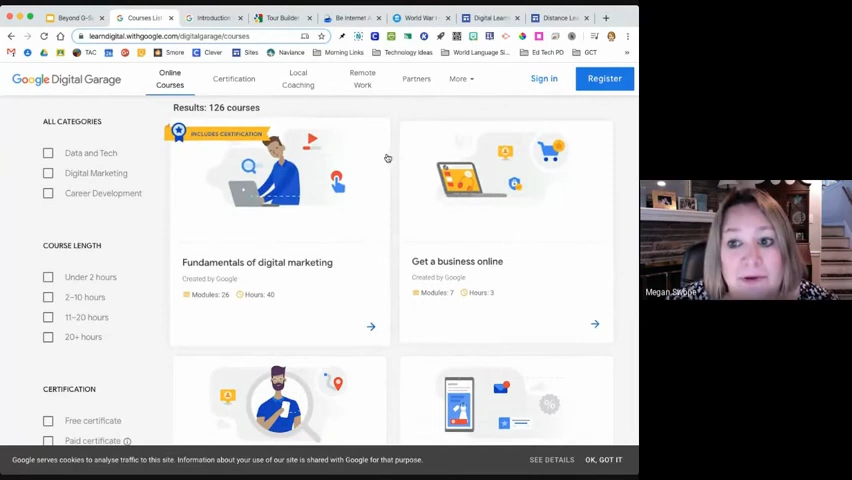 Beyond G-Su
Courses List
Introduction
Tour Builder
Be Internet A
World War I
Digital Learn
Distance Le
learndigital.withgoogle.com/digitalgarage/courses
TAC
Smore
Clever
Sites
Naviance
Morning Links
Technology Ideas
World Language Si...
Ed Tech PD
GCT
Google Digital Garage
Online Courses
Certification
Local Coaching
Remote Work
Partners
More
Sign in
Register
Results: 126 courses
ALL CATEGORIES
Data and Tech
Digital Marketing
Career Development
COURSE LENGTH
Under 2 hours
2-10 hours
11-20 hours
20+ hours
CERTIFICATION
Free certificate
Paid certificate
INCLUDES CERTIFICATION
Fundamentals of digital marketing
Created by Google
Modules: 26 Hours: 40
Get a business online
Created by Google
Modules: 7 Hours: 3
Google serves cookies to analyse traffic to this site. Information about your use of our site is shared with Google for that purpose.
SEE DETAILS
OK, GOT IT
Megan Swope